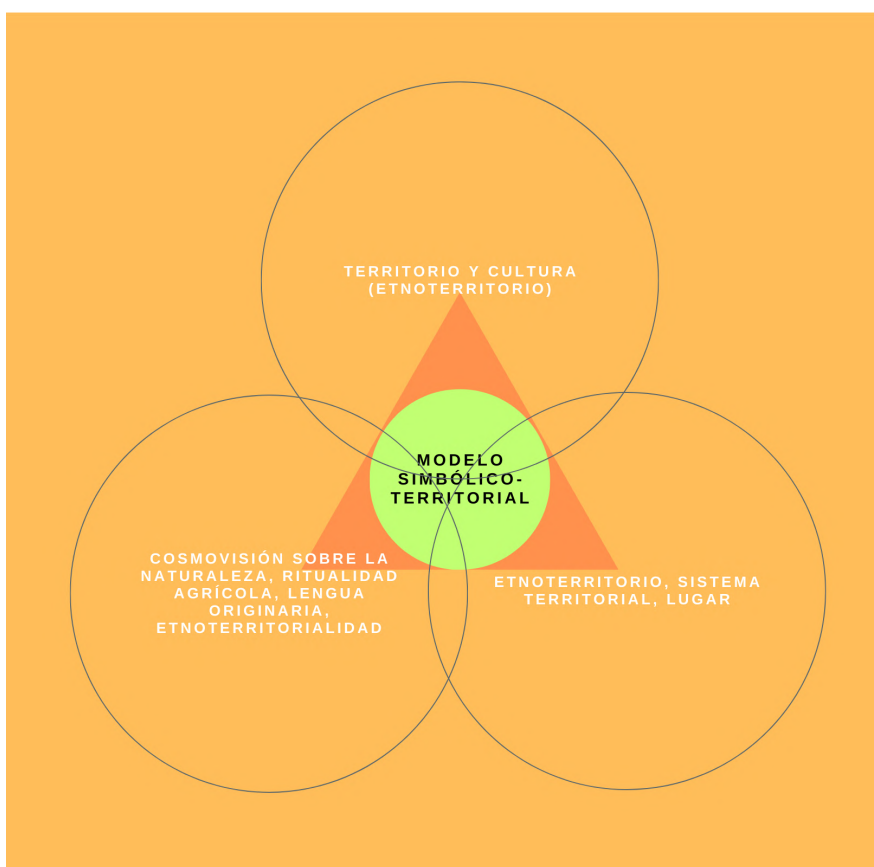 TERRITORIO Y CULTURA
(ETNOTERRITORIO)
MODELO
SIMBÓLICO-
TERRITORIAL
COSMOVISIÓN SOBRE LA
NATURALEZA, RITUALIDAD
AGRÍCOLA, LENGUA
ORIGINARIA,
ETNOTERRITORIALIDAD
ETNOTERRITORIO, SISTEMA
TERRITORIAL, LUGAR